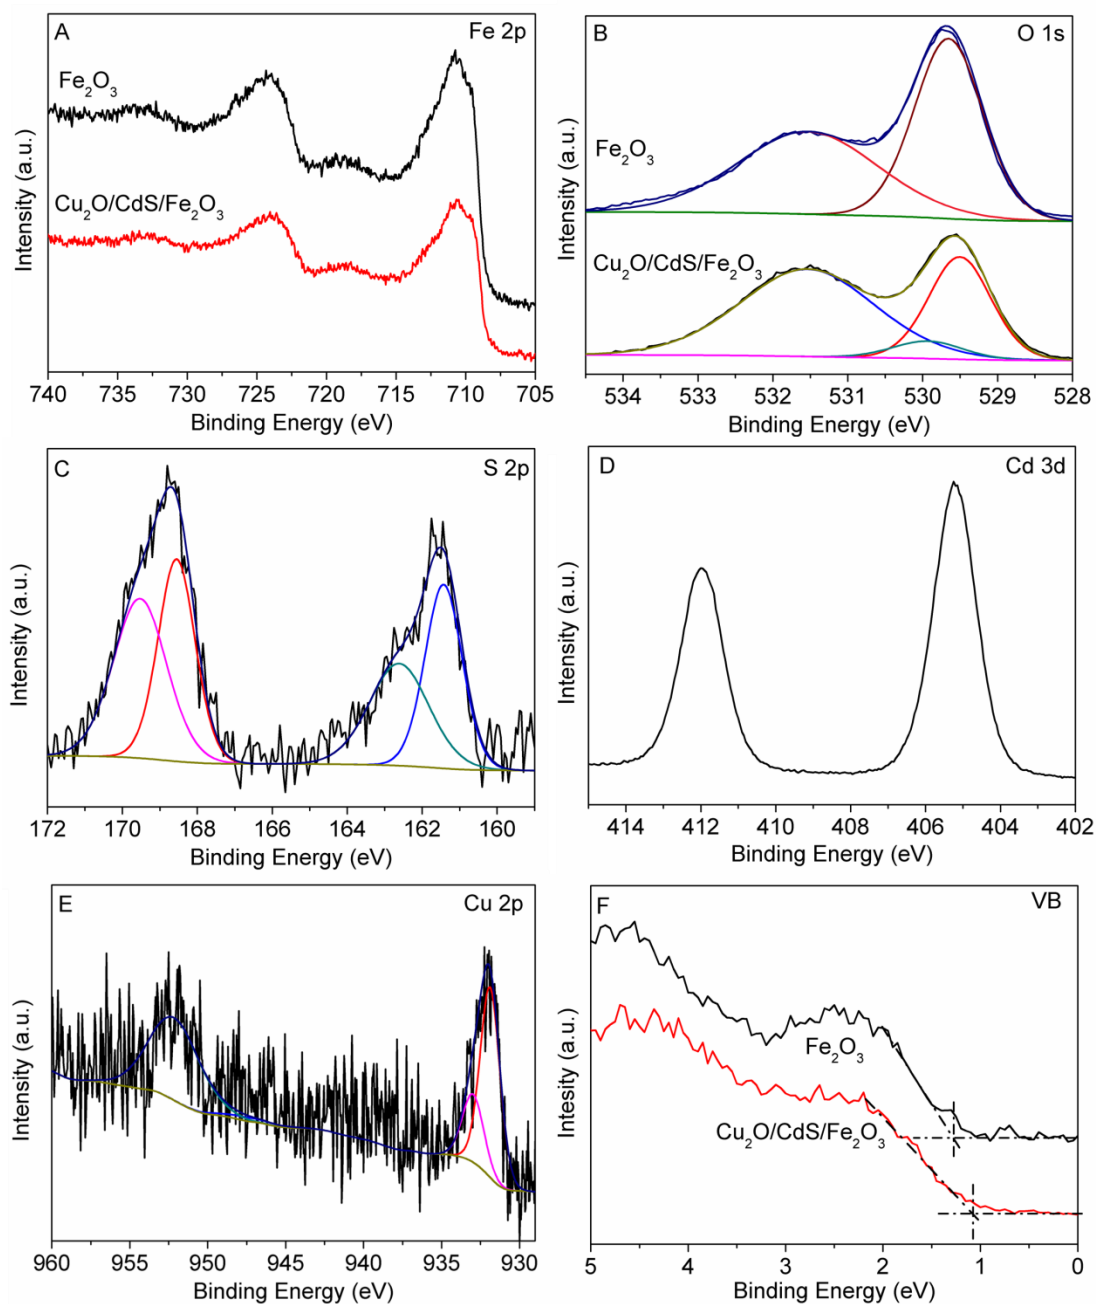 A
Fe 2p
Fe₂O₃
Cu₂O/CdS/Fe₂O₃
Intensity (a.u.)
740 735 730 725 720 715 710 705
Binding Energy (eV)
B
O 1s
Fe₂O₃
Cu₂O/CdS/Fe₂O₃
Intensity (a.u.)
534 533 532 531 530 529 528
Binding Energy (eV)
C
S 2p
Intensity (a.u.)
172 170 168 166 164 162 160
Binding Energy (eV)
D
Cd 3d
Intensity (a.u.)
414 412 410 408 406 404 402
Binding Energy (eV)
E
Cu 2p
Intensity (a.u.)
960 955 950 945 940 935 930
Binding Energy (eV)
F
VB
Fe₂O₃
Cu₂O/CdS/Fe₂O₃
Intesity (a.u.)
5 4 3 2 1 0
Binding Energy (eV)